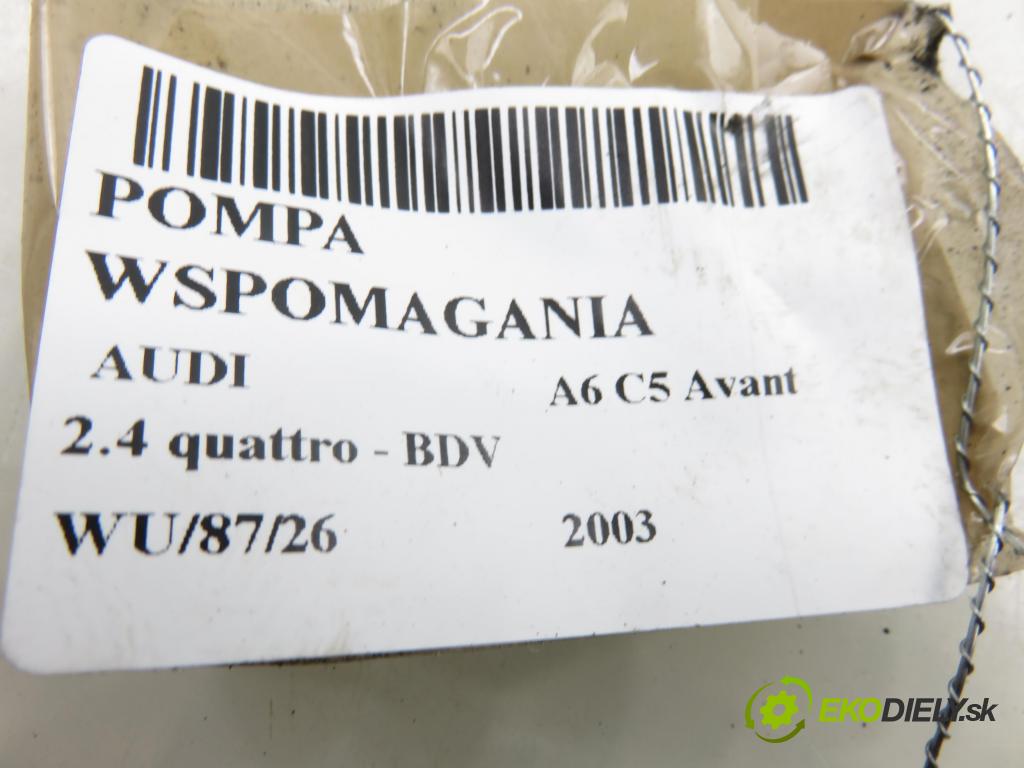 POMPA
WSPOMAGANIA
AUDI A6 C5 Avant
2.4 quattro - BDV
WU/87/26 2003
EKODIELY.sk